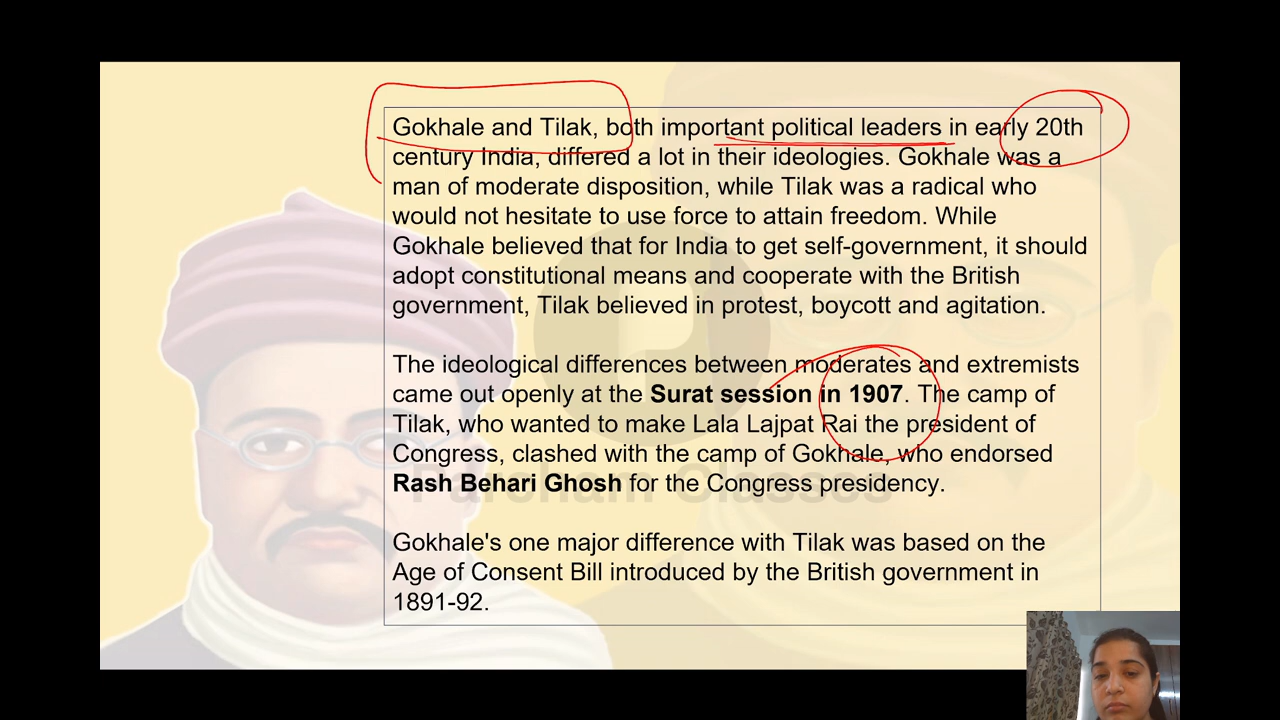 Gokhale and Tilak, both important political leaders in early 20th
century India, differed a lot in their ideologies. Gokhale was a
man of moderate disposition, while Tilak was a radical who
would not hesitate to use force to attain freedom. While
Gokhale believed that for India to get self-government, it should
adopt constitutional means and cooperate with the British
government, Tilak believed in protest, boycott and agitation.
The ideological differences between moderates and extremists
came out openly at the Surat session in 1907. The camp of
Tilak, who wanted to make Lala Lajpat Rai the president of
Congress, clashed with the camp of Gokhale, who endorsed
Rash Behari Ghosh for the Congress presidency.
Gokhale's one major difference with Tilak was based on the
Age of Consent Bill introduced by the British government in
1891-92.